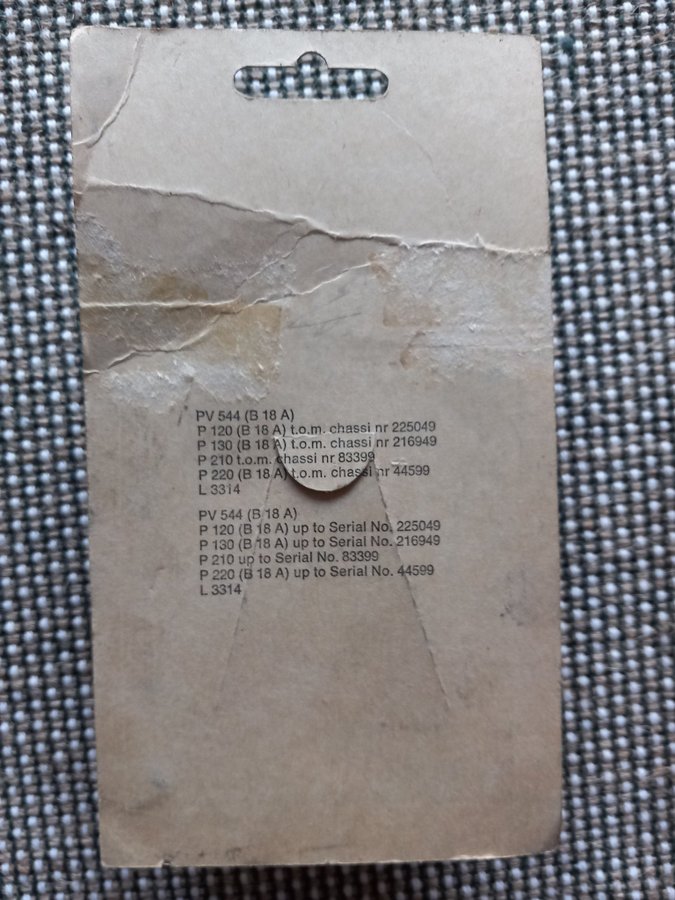 PV 544 (B 18 A)
P 120 (B 18 A) t.o.m. chassi nr 225049
P 130 (B 18 A) t.o.m. chassi nr 216949
P 210 t.o.m. chassi nr 83399
P 220 (B 18 A) t.o.m. chassi nr 44599
L 3314
PV 544 (B 18 A)
P 120 (B 18 A) up to Serial No. 225049
P 130 (B 18 A) up to Serial No. 216949
P 210 up to Serial No. 83399
P 220 (B 18 A) up to Serial No. 44599
L 3314